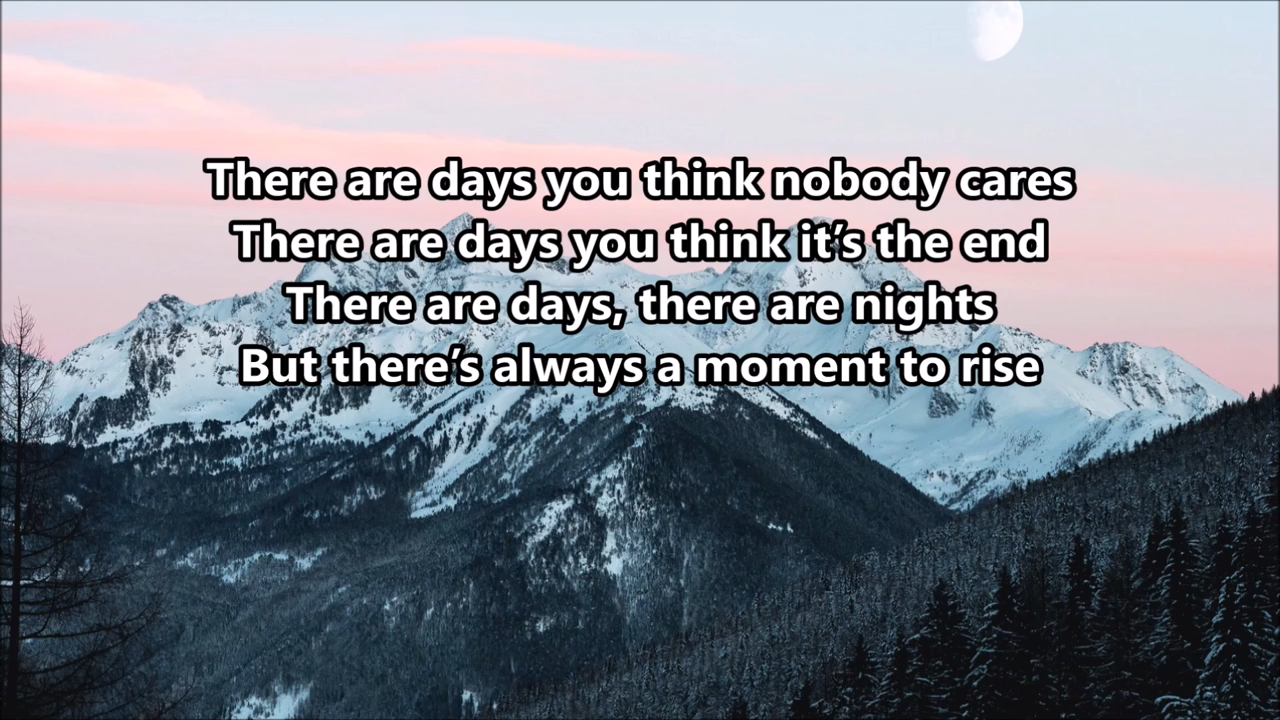 There are days you think nobody cares
There are days you think it’s the end
There are days, there are nights
But there’s always a moment to rise